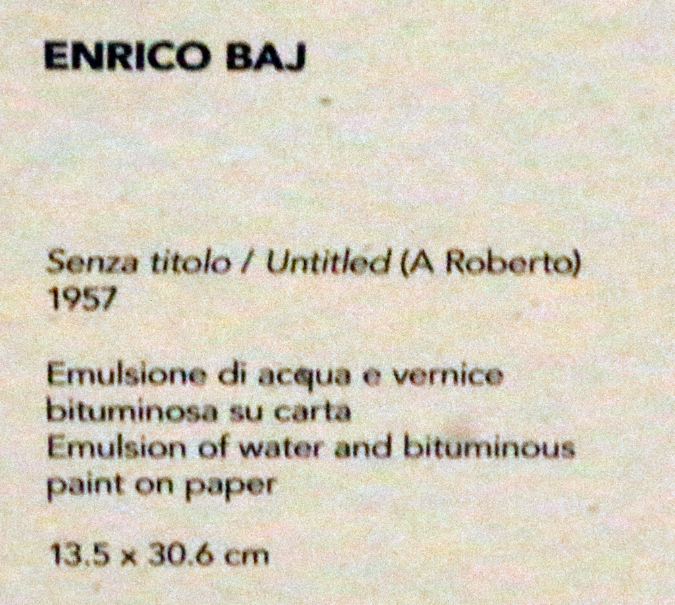 ENRICO BAJ
Senza titolo / Untitled (A Roberto)
1957
Emulsione di acqua e vernice
bituminosa su carta
Emulsion of water and bituminous
paint on paper
13.5 x 30.6 cm